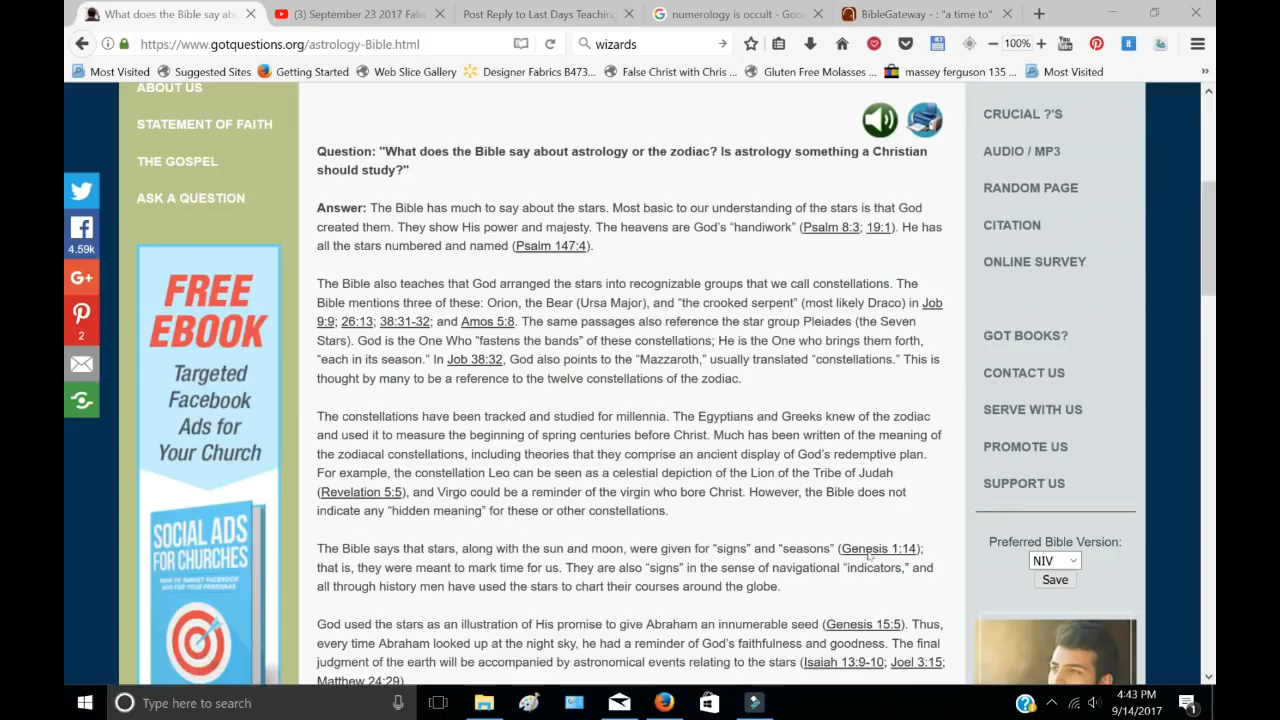 What does the Bible say ab
(3) September 23 2017 Falw
Post Reply to Last Days Teaching
numerology is occult - Goo
BibleGateway - : "a time to"
https://www.gotquestions.org/astrology-Bible.html
wizards
100%
Most Visited
Suggested Sites
Getting Started
Web Slice Gallery
Designer Fabrics B473...
False Christ with Chris ...
Gluten Free Molasses ...
massey ferguson 135 ...
Most Visited
ABOUT US
STATEMENT OF FAITH
THE GOSPEL
ASK A QUESTION
4.59k
G+
2
FREE
EBOOK
Targeted
Facebook
Ads for
Your Church
SOCIAL ADS
FOR CHURCHES
Question: "What does the Bible say about astrology or the zodiac? Is astrology something a Christian
should study?"
Answer: The Bible has much to say about the stars. Most basic to our understanding of the stars is that God
created them. They show His power and majesty. The heavens are God’s “handiwork” (Psalm 8:3; 19:1). He has
all the stars numbered and named (Psalm 147:4).
The Bible also teaches that God arranged the stars into recognizable groups that we call constellations. The
Bible mentions three of these: Orion, the Bear (Ursa Major), and “the crooked serpent” (most likely Draco) in Job
9:9; 26:13; 38:31-32; and Amos 5:8. The same passages also reference the star group Pleiades (the Seven
Stars). God is the One Who “fastens the bands” of these constellations; He is the One who brings them forth,
“each in its season.” In Job 38:32, God also points to the “Mazzaroth,” usually translated “constellations.” This is
thought by many to be a reference to the twelve constellations of the zodiac.
The constellations have been tracked and studied for millennia. The Egyptians and Greeks knew of the zodiac
and used it to measure the beginning of spring centuries before Christ. Much has been written of the meaning of
the zodiacal constellations, including theories that they comprise an ancient display of God’s redemptive plan.
For example, the constellation Leo can be seen as a celestial depiction of the Lion of the Tribe of Judah
(Revelation 5:5), and Virgo could be a reminder of the virgin who bore Christ. However, the Bible does not
indicate any “hidden meaning” for these or other constellations.
The Bible says that stars, along with the sun and moon, were given for “signs” and “seasons” (Genesis 1:14);
that is, they were meant to mark time for us. They are also “signs” in the sense of navigational “indicators,” and
all through history men have used the stars to chart their courses around the globe.
God used the stars as an illustration of His promise to give Abraham an innumerable seed (Genesis 15:5). Thus,
every time Abraham looked up at the night sky, he had a reminder of God’s faithfulness and goodness. The final
judgment of the earth will be accompanied by astronomical events relating to the stars (Isaiah 13:9-10; Joel 3:15;
Matthew 24:29)
CRUCIAL ?'S
AUDIO / MP3
RANDOM PAGE
CITATION
ONLINE SURVEY
GOT BOOKS?
CONTACT US
SERVE WITH US
PROMOTE US
SUPPORT US
Preferred Bible Version:
NIV
Save
Type here to search
4:43 PM
9/14/2017
1